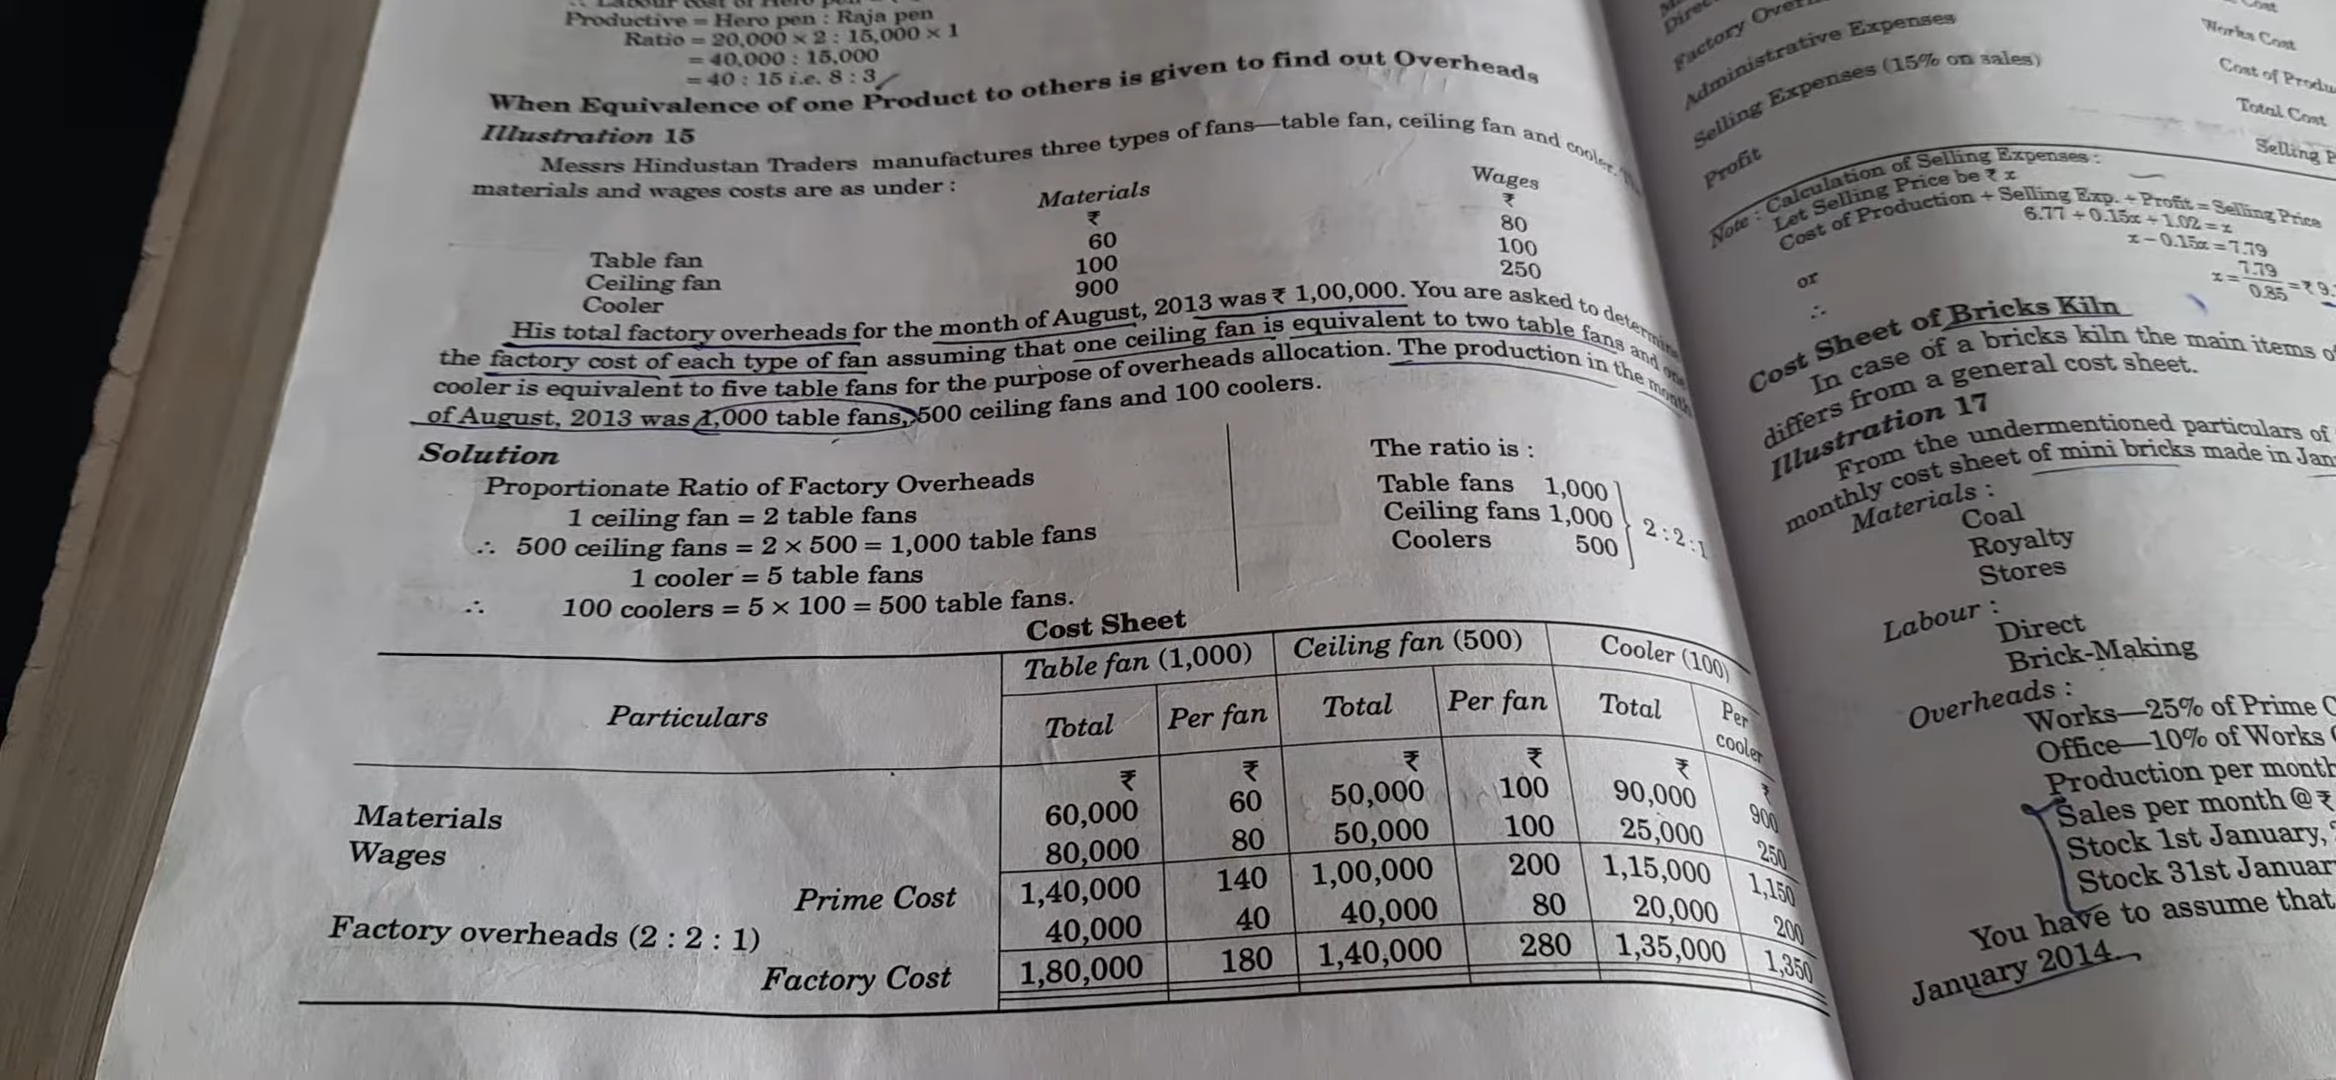 Productive = Hero pen : Raja pen
Ratio = 20,000 × 2 : 15,000 × 1
= 40,000 : 15,000
= 40 : 15 i.e. 8 : 3
When Equivalence of one Product to others is given to find out Overheads
Illustration 15
Messrs Hindustan Traders manufactures three types of fans—table fan, ceiling fan and cooler.
materials and wages costs are as under :
Materials Wages
₹ ₹
Table fan 60 80
Ceiling fan 100 100
Cooler 900 250
His total factory overheads for the month of August, 2013 was ₹ 1,00,000. You are asked to determine
the factory cost of each type of fan assuming that one ceiling fan is equivalent to two table fans and one
cooler is equivalent to five table fans for the purpose of overheads allocation. The production in the month
of August, 2013 was 1,000 table fans, 500 ceiling fans and 100 coolers.
Solution
Proportionate Ratio of Factory Overheads
1 ceiling fan = 2 table fans
∴ 500 ceiling fans = 2 × 500 = 1,000 table fans
1 cooler = 5 table fans
∴ 100 coolers = 5 × 100 = 500 table fans.
The ratio is :
Table fans 1,000
Ceiling fans 1,000
Coolers 500
2 : 2 : 1
Cost Sheet
Particulars Table fan (1,000) Ceiling fan (500) Cooler (100)
Total Per fan Total Per fan Total Per cooler
₹ ₹ ₹ ₹ ₹ ₹
Materials 60,000 60 50,000 100 90,000 900
Wages 80,000 80 50,000 100 25,000 250
Prime Cost 1,40,000 140 1,00,000 200 1,15,000 1,150
Factory overheads (2 : 2 : 1) 40,000 40 40,000 80 20,000 200
Factory Cost 1,80,000 180 1,40,000 280 1,35,000 1,350
Cost
Factory
Works Cost
Administrative Expenses
Cost of
Selling Expenses (15% on sales)
Total Cost
Profit
Selling
Note : Calculation of Selling Expenses :
Let Selling Price be ₹ x
Cost of Production + Selling Exp. + Profit = Selling Price
6.77 + 0.15x + 1.02 = x
or x − 0.15x = 7.79
∴ x = 7.79 / 0.85 = ₹ 9.
Cost Sheet of Bricks Kiln
In case of a bricks kiln the main items
differs from a general cost sheet.
Illustration 17
From the undermentioned particulars of
monthly cost sheet of mini bricks made in
Materials :
Coal
Royalty
Stores
Labour :
Direct
Brick-Making
Overheads :
Works—25% of Prime
Office—10% of Works
Production per month
Sales per month @ ₹
Stock 1st January,
Stock 31st
You have to assume that
January 2014.